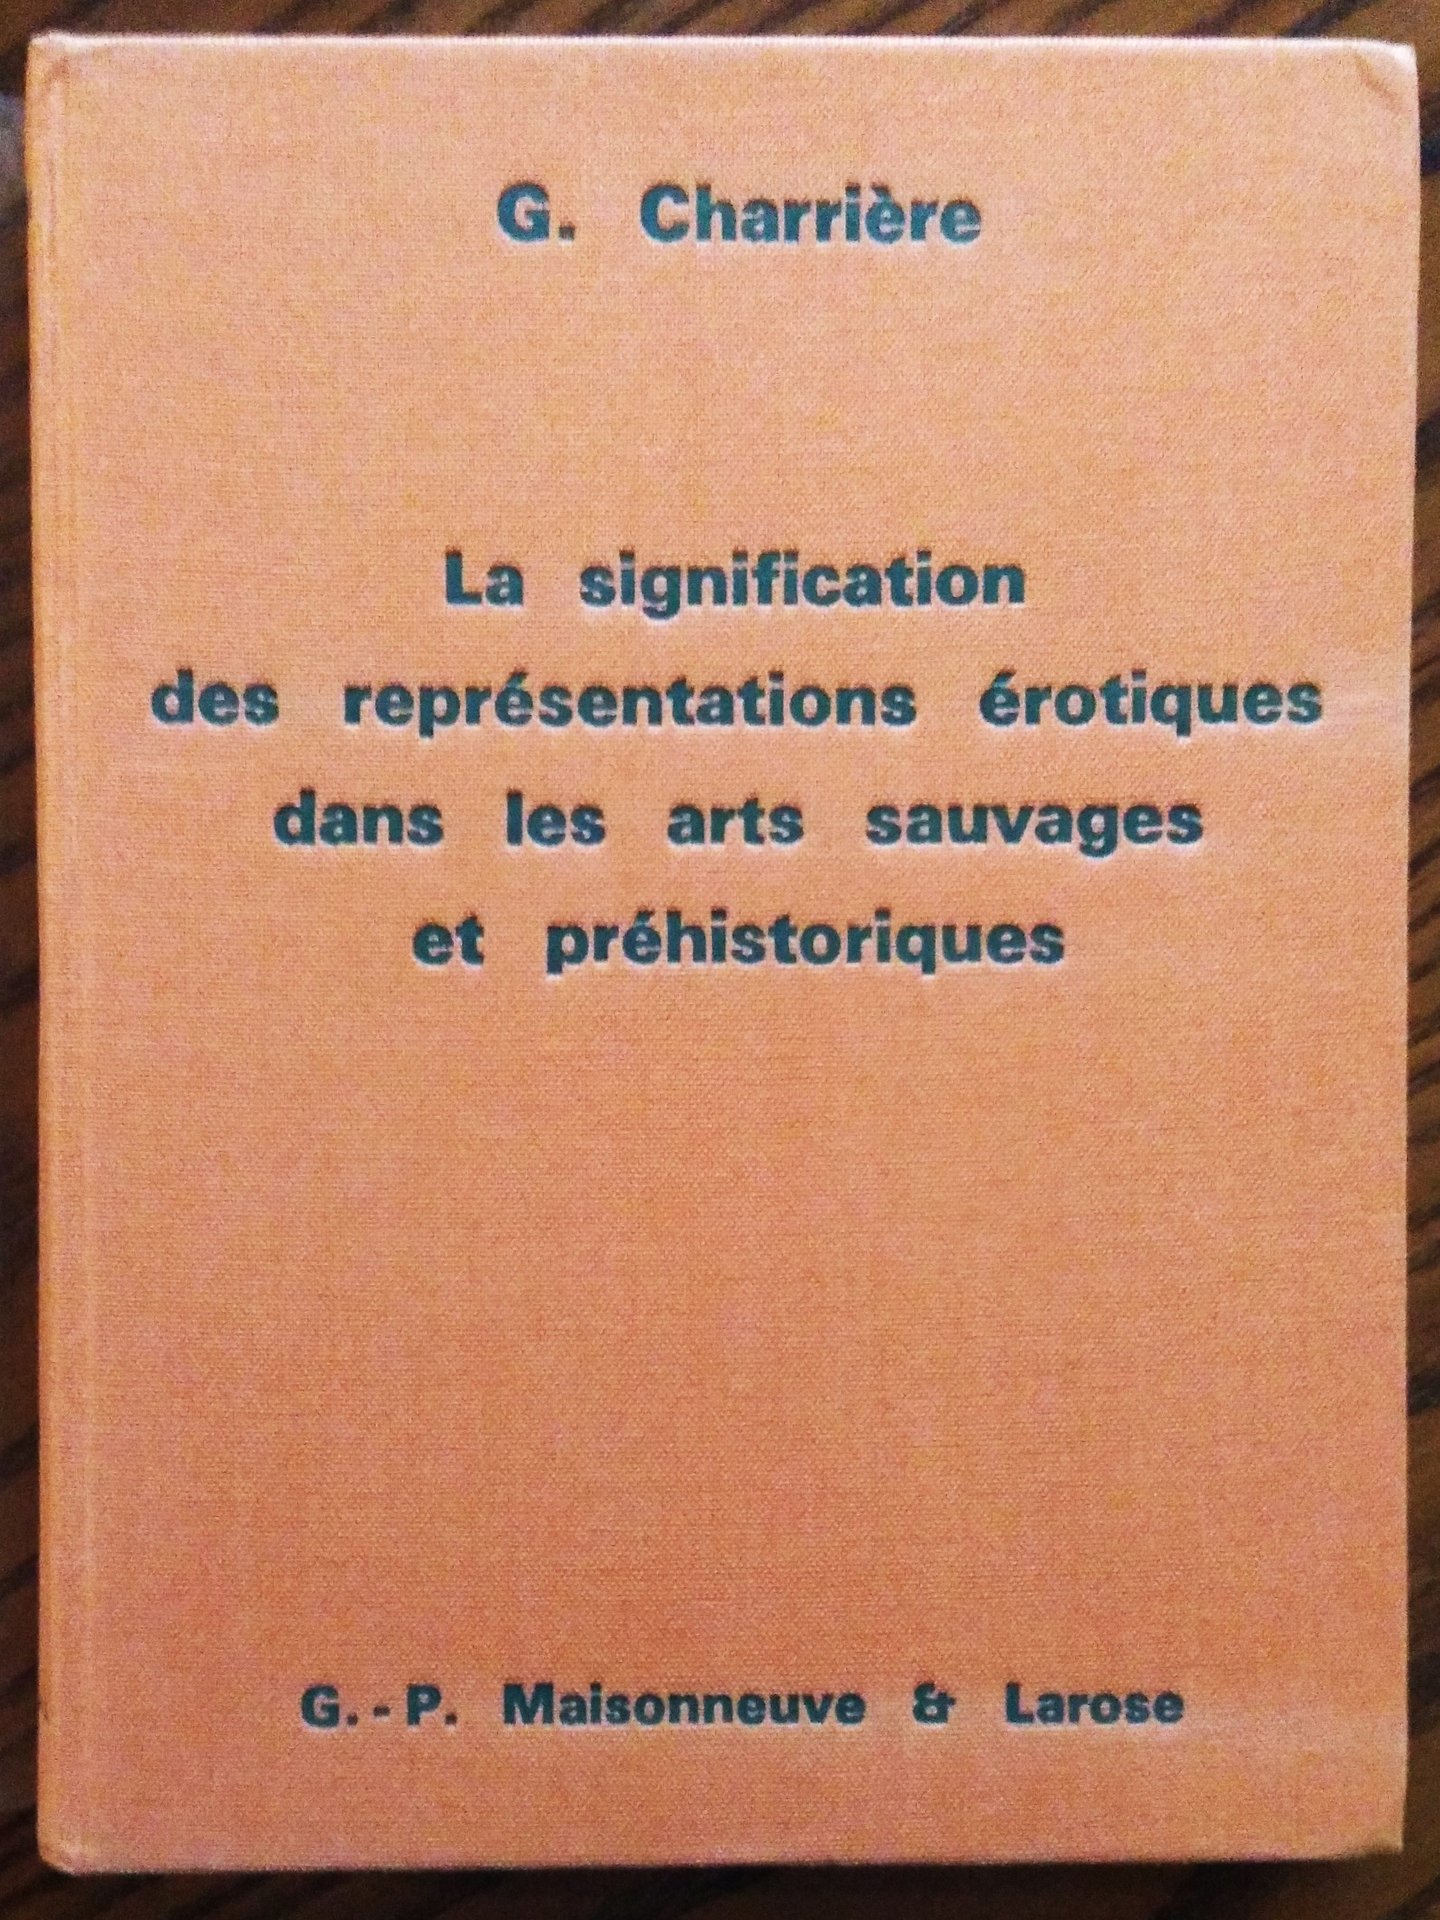 G. Charrière
La signification
des représentations érotiques
dans les arts sauvages
et préhistoriques
G.-P. Maisonneuve & Larose